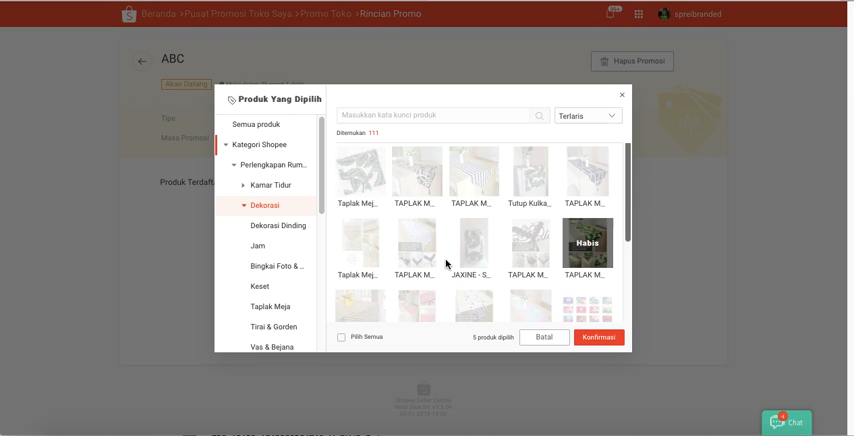 Beranda >Pusat Promosi Toko Saya >Promo Toko >Rincian Promo
spreibranded
ABC
Hapus Promosi
Akan Datang
Tipe
Masa Promosi
Produk Terdaft
Produk Yang Dipilih
Semua produk
Kategori Shopee
Perlengkapan Rum...
Kamar Tidur
Dekorasi
Dekorasi Dinding
Jam
Bingkai Foto & ...
Keset
Taplak Meja
Tirai & Gorden
Vas & Bejana
Masukkan kata kunci produk
Terlaris
Ditemukan 111
Taplak Mej... TAPLAK M... TAPLAK M... Tutup Kulka... TAPLAK M...
Habis
Taplak Mej... TAPLAK M... JAXINE - S... TAPLAK M... TAPLAK M...
Pilih Semua
5 produk dipilih
Batal
Konfirmasi
4
Chat